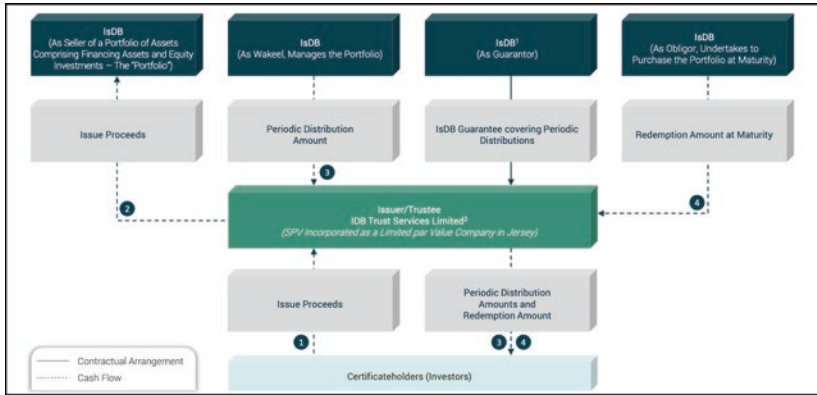 IsDB
(As Seller of a Portfolio of Assets
Comprising Financing Assets and Equity
Investments – The "Portfolio")
IsDB
(As Wakeel, Manages the Portfolio)
IsDB¹
(As Guarantor)
IsDB
(As Obligor, Undertakes to
Purchase the Portfolio at Maturity)
Issue Proceeds
Periodic Distribution
Amount
IsDB Guarantee covering Periodic
Distributions
Redemption Amount at Maturity
3
2
4
Issuer/Trustee
IDB Trust Services Limited²
(SPV Incorporated as a Limited par Value Company in Jersey)
Issue Proceeds
Periodic Distribution
Amounts and
Redemption Amount
1
3 4
Contractual Arrangement
Cash Flow
Certificateholders (Investors)